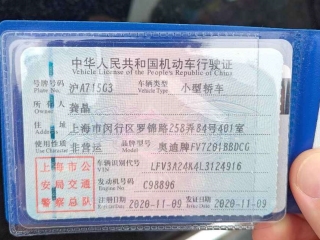 中华人民共和国机动车行驶证
Vehicle License of the People's Republic of China
号牌号码 沪A715G3 车辆类型 小型轿车
Plate No. Vehicle Type
所有人 龚晶
Owner
住址 上海市闵行区罗锦路258弄84号401室
Address
使用性质 非营运 品牌型号 奥迪牌FV7201BBDCG
Use Character Model
上海市公 车辆识别代号 LFV3A24K4L3124916
VIN
安局交通 发动机号码 C98896
Engine No.
警察总队 注册日期 2020-11-09 发证日期 2020-11-09
Register Date Issue Date